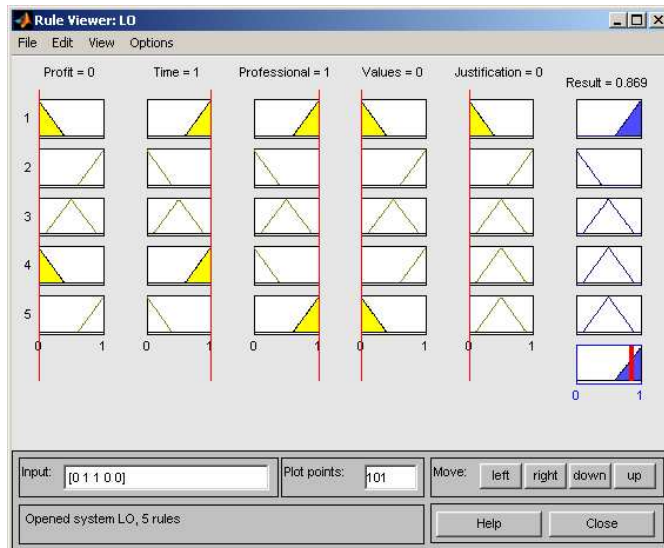 Rule Viewer: LO
File Edit View Options
Profit = 0 Time = 1 Professional = 1 Values = 0 Justification = 0 Result = 0.869
1
2
3
4
5
0 1 0 1 0 1 0 1 0 1
0 1
Input: [0 1 1 0 0] Plot points: 101 Move: left right down up
Opened system LO, 5 rules Help Close